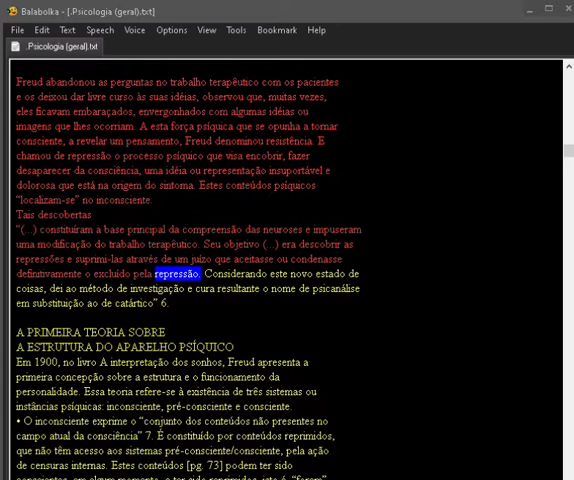 Balabolka - [.Psicologia (geral).txt]
File Edit Text Speech Voice Options View Tools Bookmark Help
.Psicologia (geral).txt
Freud abandonou as perguntas no trabalho terapêutico com os pacientes
e os deixou dar livre curso às suas idéias, observou que, muitas vezes,
eles ficavam embaraçados, envergonhados com algumas idéias ou
imagens que lhes ocorriam. A esta força psíquica que se opunha a tornar
consciente, a revelar um pensamento, Freud denominou resistência. E
chamou de repressão o processo psíquico que visa encobrir, fazer
desaparecer da consciência, uma idéia ou representação insuportável e
dolorosa que está na origem do sintoma. Estes conteúdos psíquicos
“localizam-se” no inconsciente.
Tais descobertas
“(...) constituíram a base principal da compreensão das neuroses e impuseram
uma modificação do trabalho terapêutico. Seu objetivo (...) era descobrir as
repressões e suprimi-las através de um juízo que aceitasse ou condenasse
definitivamente o excluído pela repressão. Considerando este novo estado de
coisas, dei ao método de investigação e cura resultante o nome de psicanálise
em substituição ao de catártico” 6.
A PRIMEIRA TEORIA SOBRE
A ESTRUTURA DO APARELHO PSÍQUICO
Em 1900, no livro A interpretação dos sonhos, Freud apresenta a
primeira concepção sobre a estrutura e o funcionamento da
personalidade. Essa teoria refere-se à existência de três sistemas ou
instâncias psíquicas: inconsciente, pré-consciente e consciente.
• O inconsciente exprime o “conjunto dos conteúdos não presentes no
campo atual da consciência” 7. É constituído por conteúdos reprimidos,
que não têm acesso aos sistemas pré-consciente/consciente, pela ação
de censuras internas. Estes conteúdos [pg. 73] podem ter sido